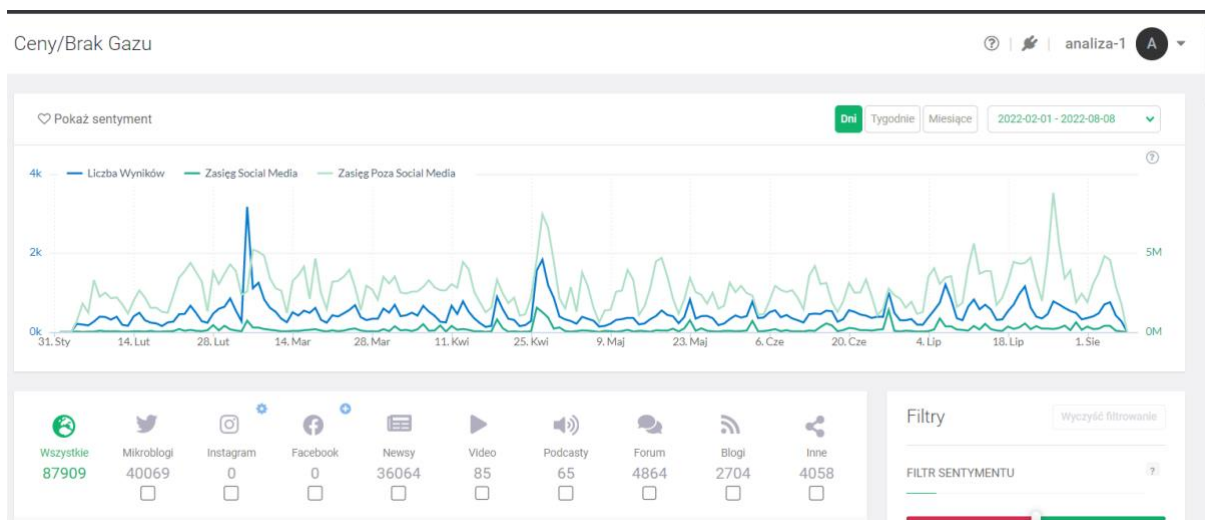 Ceny/Brak Gazu
analiza-1 A
Pokaż sentyment
Dni Tygodnie Miesiące 2022-02-01 - 2022-08-08
4k Liczba Wyników Zasięg Social Media Zasięg Poza Social Media ?
2k 5M
0k 0M
31. Sty 14. Lut 28. Lut 14. Mar 28. Mar 11. Kwi 25. Kwi 9. Maj 23. Maj 6. Cze 20. Cze 4. Lip 18. Lip 1. Sie
Wszystkie Mikroblogi Instagram Facebook Newsy Video Podcasty Forum Blogi Inne
87909 40069 0 0 36064 85 65 4864 2704 4058
Filtry Wyczyść filtrowanie
FILTR SENTYMENTU ?